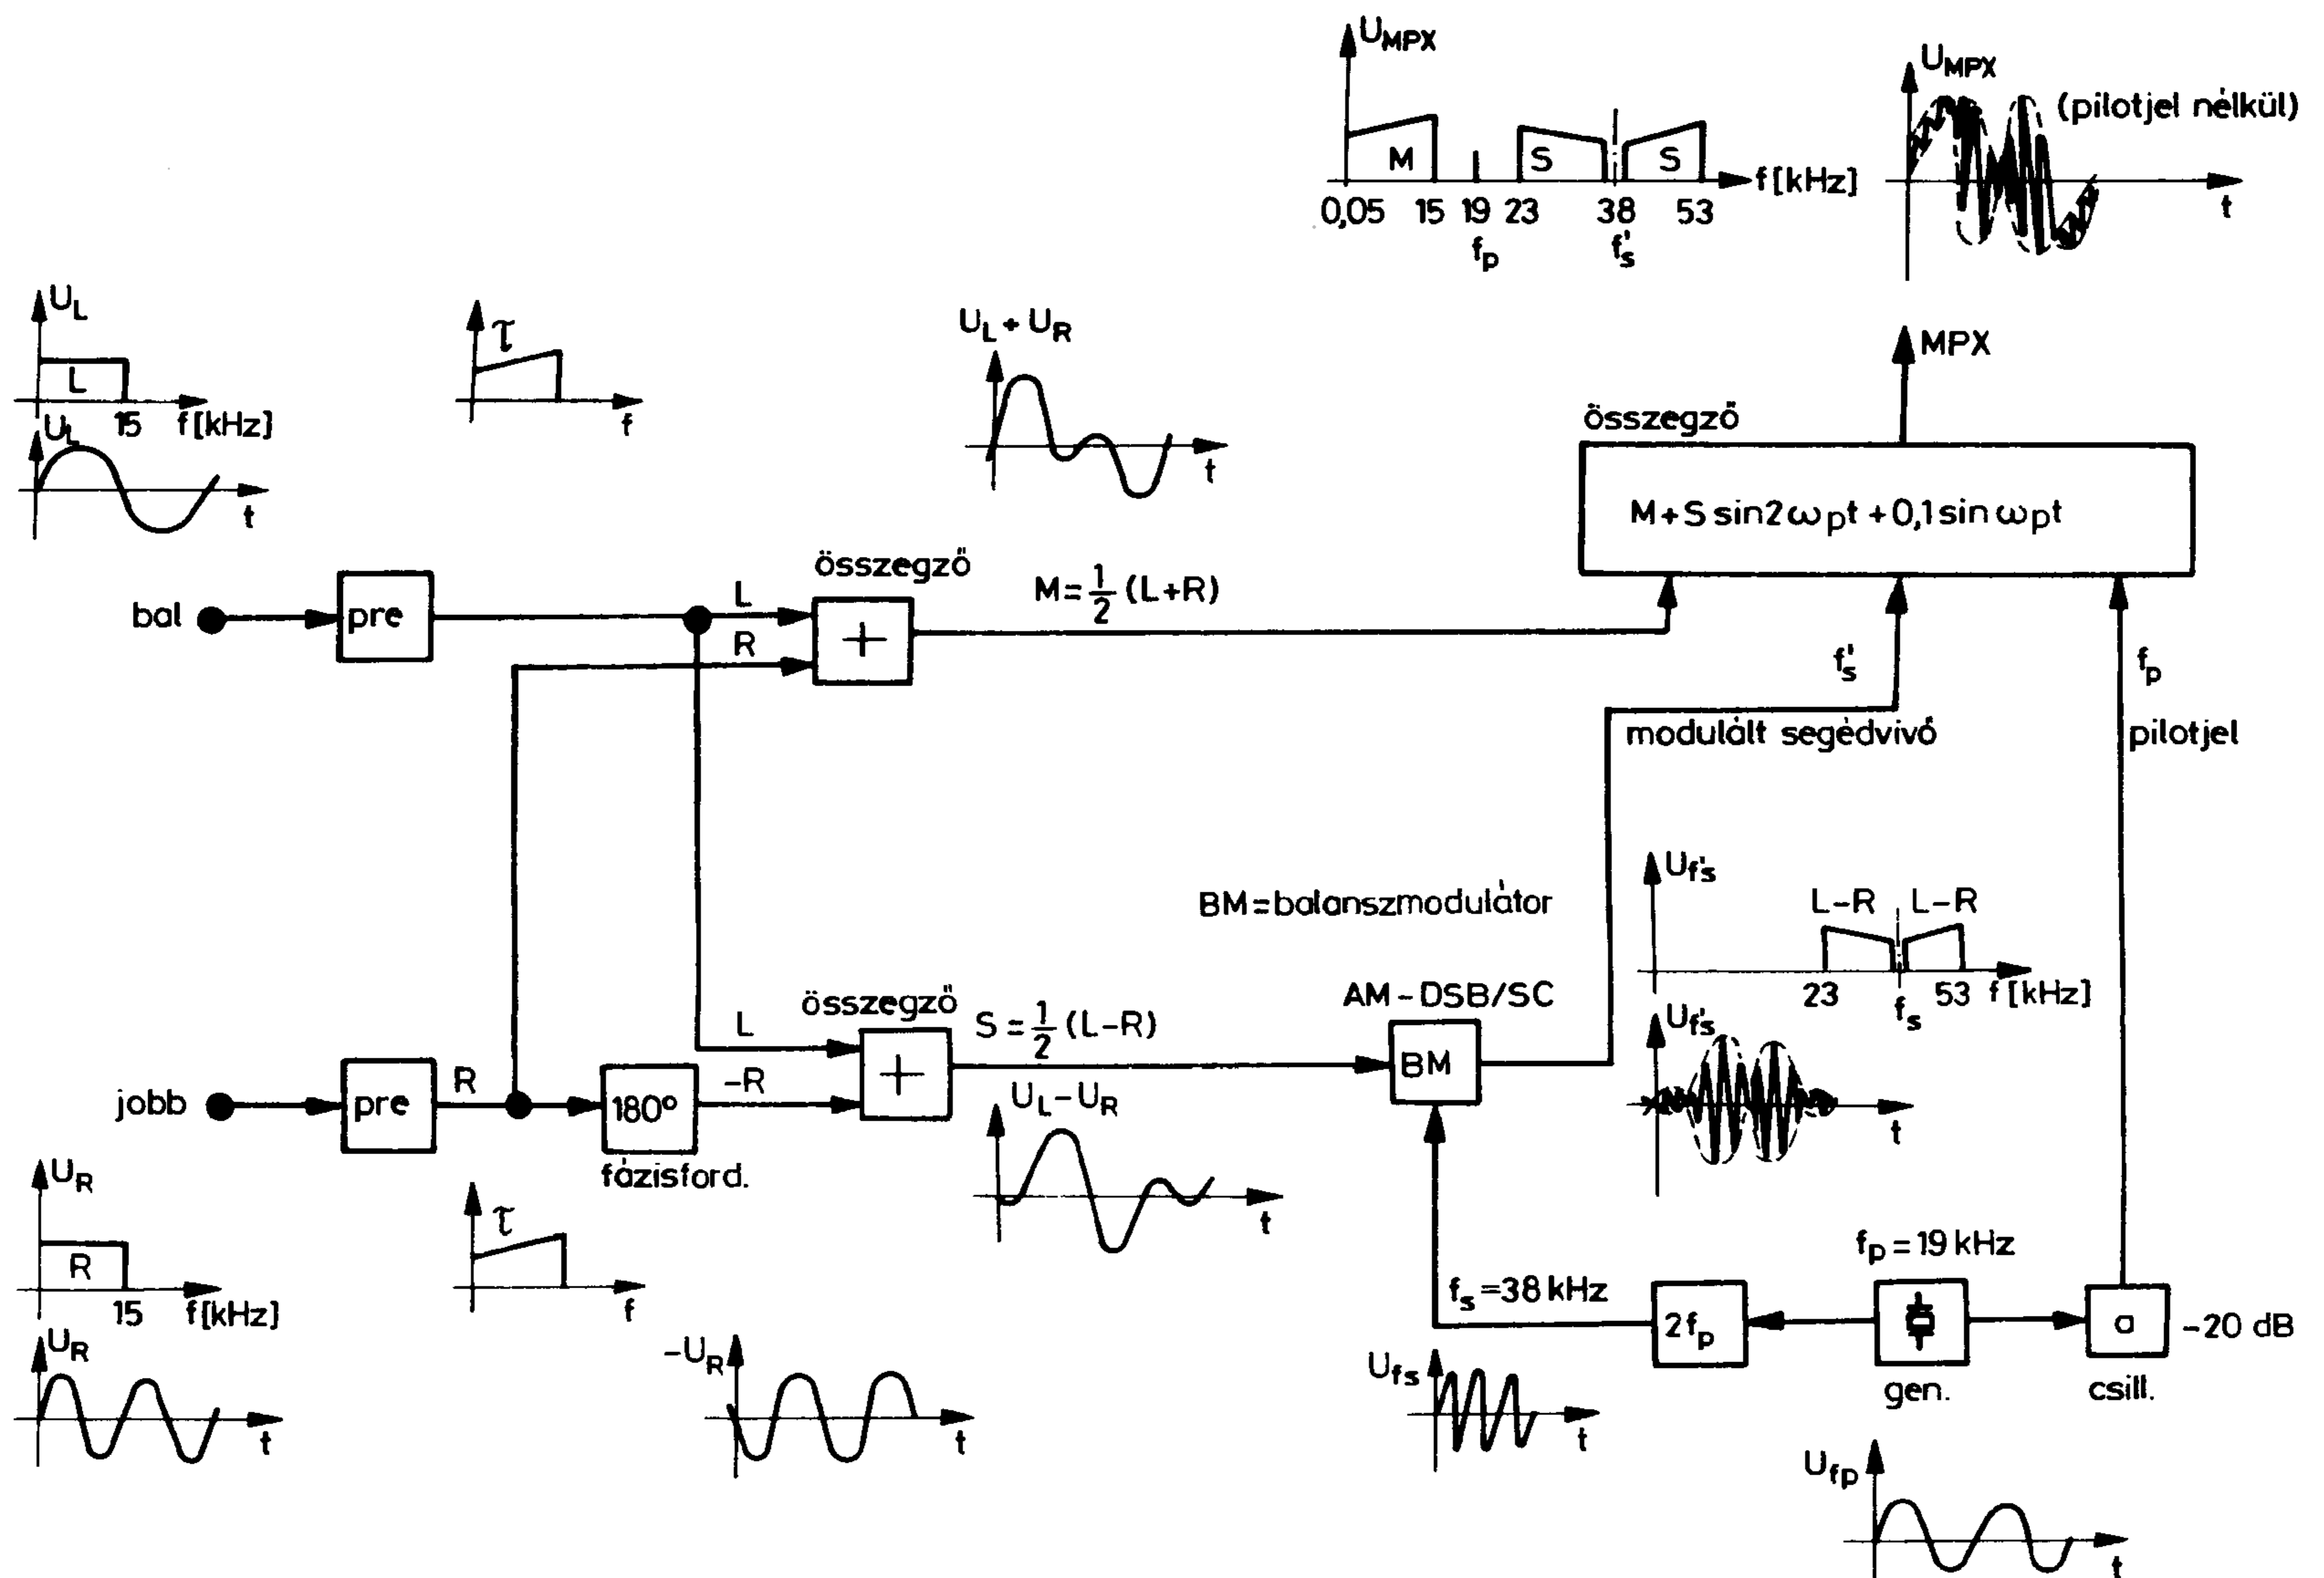 U_MPX
M
S
S
f[kHz]
0,05 15 19 23 38 53
f_p
f'_s
U_MPX
(pilotjel nélkül)
t
U_L
L
15 f[kHz]
U_L
t
τ
f
U_L + U_R
t
MPX
összegző
M+S sin2ω_pt+0,1sin ω_pt
bal
pre
L
R
összegző
+
M=1/2 (L+R)
f'_s
f_p
modulált segédvivő
pilotjel
BM=balanszmodulátor
U_f's
L-R L-R
23 f_s 53 f[kHz]
U_f's
t
jobb
pre
R
180º
fázisford.
L
-R
összegző
+
S=1/2 (L-R)
U_L-U_R
t
AM-DSB/SC
BM
U_R
R
15 f[kHz]
U_R
t
τ
f
-U_R
t
f_s=38 kHz
2f_p
f_p=19 kHz
gen.
a
-20 dB
csill.
U_fs
t
U_fp
t